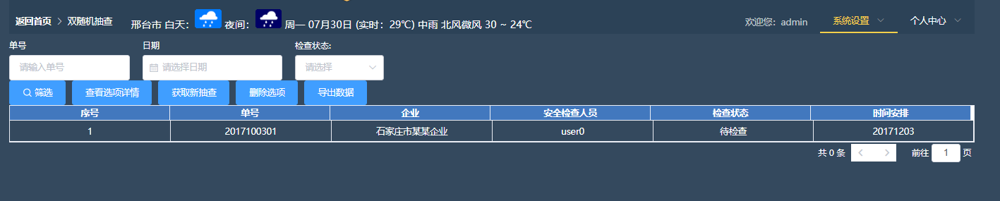 返回首页 > 双随机抽查 邢台市 白天： 夜间： 周一 07月30日 (实时：29℃) 中雨 北风微风 30 ~ 24℃ 欢迎您：admin 系统设置 个人中心
单号 日期 检查状态:
请输入单号 请选择日期 请选择
筛选 查看选项详情 获取新抽查 删除选项 导出数据
序号 单号 企业 安全检查人员 检查状态 时间安排
1 2017100301 石家庄市某某企业 user0 待检查 20171203
共 0 条 < > 前往 1 页